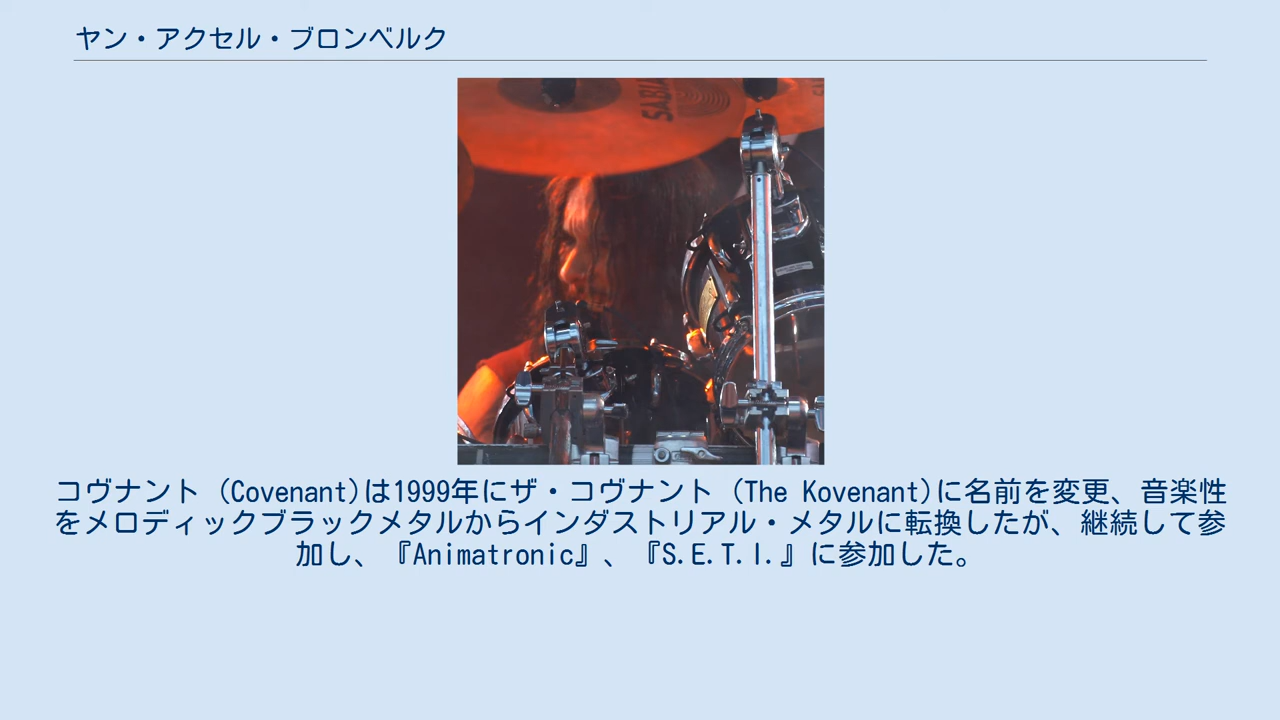 ヤン・アクセル・ブロンベルク
SABIA
コヴナント (Covenant)は1999年にザ・コヴナント (The Kovenant)に名前を変更、音楽性
をメロディックブラックメタルからインダストリアル・メタルに転換したが、継続して参
加し、『Animatronic』、『S.E.T.I.』に参加した。